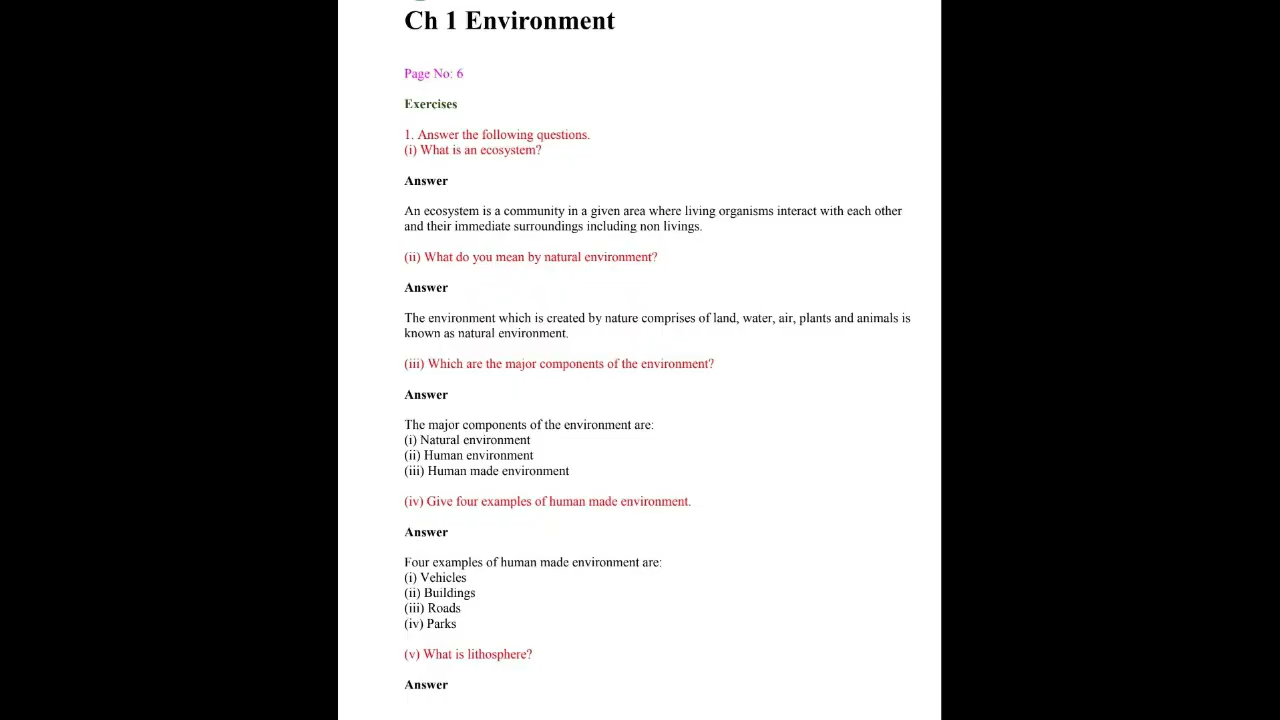 Ch 1 Environment
Page No: 6
Exercises
1. Answer the following questions.
(i) What is an ecosystem?
Answer
An ecosystem is a community in a given area where living organisms interact with each other
and their immediate surroundings including non livings.
(ii) What do you mean by natural environment?
Answer
The environment which is created by nature comprises of land, water, air, plants and animals is
known as natural environment.
(iii) Which are the major components of the environment?
Answer
The major components of the environment are:
(i) Natural environment
(ii) Human environment
(iii) Human made environment
(iv) Give four examples of human made environment.
Answer
Four examples of human made environment are:
(i) Vehicles
(ii) Buildings
(iii) Roads
(iv) Parks
(v) What is lithosphere?
Answer